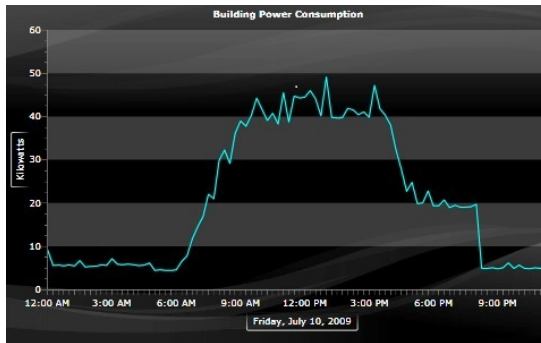 Building Power Consumption
60
50
40
30
20
10
0
Kilowatts
12:00 AM 3:00 AM 6:00 AM 9:00 AM 12:00 PM 3:00 PM 6:00 PM 9:00 PM
Friday, July 10, 2009